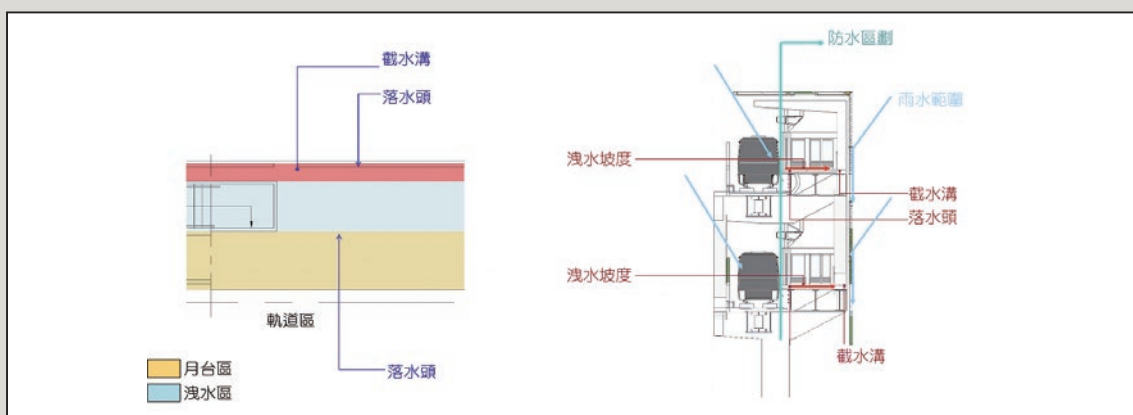 截水溝
落水頭
軌道區
月台區
洩水區
落水頭
防水區劃
雨水範圍
洩水坡度
截水溝
落水頭
洩水坡度
截水溝